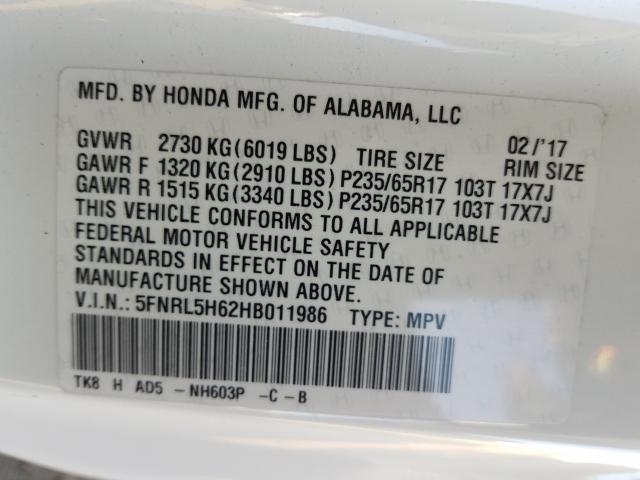 MFD. BY HONDA MFG. OF ALABAMA, LLC
GVWR 2730 KG(6019 LBS) TIRE SIZE 02/'17 RIM SIZE
GAWR F 1320 KG(2910 LBS) P235/65R17 103T 17X7J
GAWR R 1515 KG(3340 LBS) P235/65R17 103T 17X7J
THIS VEHICLE CONFORMS TO ALL APPLICABLE
FEDERAL MOTOR VEHICLE SAFETY
STANDARDS IN EFFECT ON THE DATE OF
MANUFACTURE SHOWN ABOVE.
V.I.N.: 5FNRL5H62HB011986 TYPE: MPV
TK8 H AD5 -NH603P -C-B